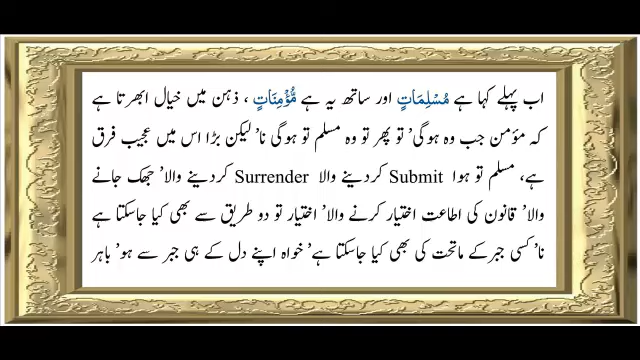 اب پہلے کہا ہے مُسْلِمَاتٍ اور ساتھ یہ ہے مُّؤْمِنَاتٍ ، ذہن میں خیال ابھرتا ہے
کہ مؤمن جب وہ ہوگی’ تو پھر تو وہ مسلم تو ہوگی نا’ لیکن بڑا اس میں عجیب فرق
ہے، مسلم تو ہوا Submit کردینے والا Surrender کردینے والا’ جھک جانے
والا’ قانون کی اطاعت اختیار کرنے والا’ اختیار تو دو طریق سے بھی کیا جاسکتا ہے
نا’ کسی جبر کے ماتحت کی بھی کیا جاسکتا ہے’ خواہ اپنے دل کے ہی جبر سے ہو’ باہر